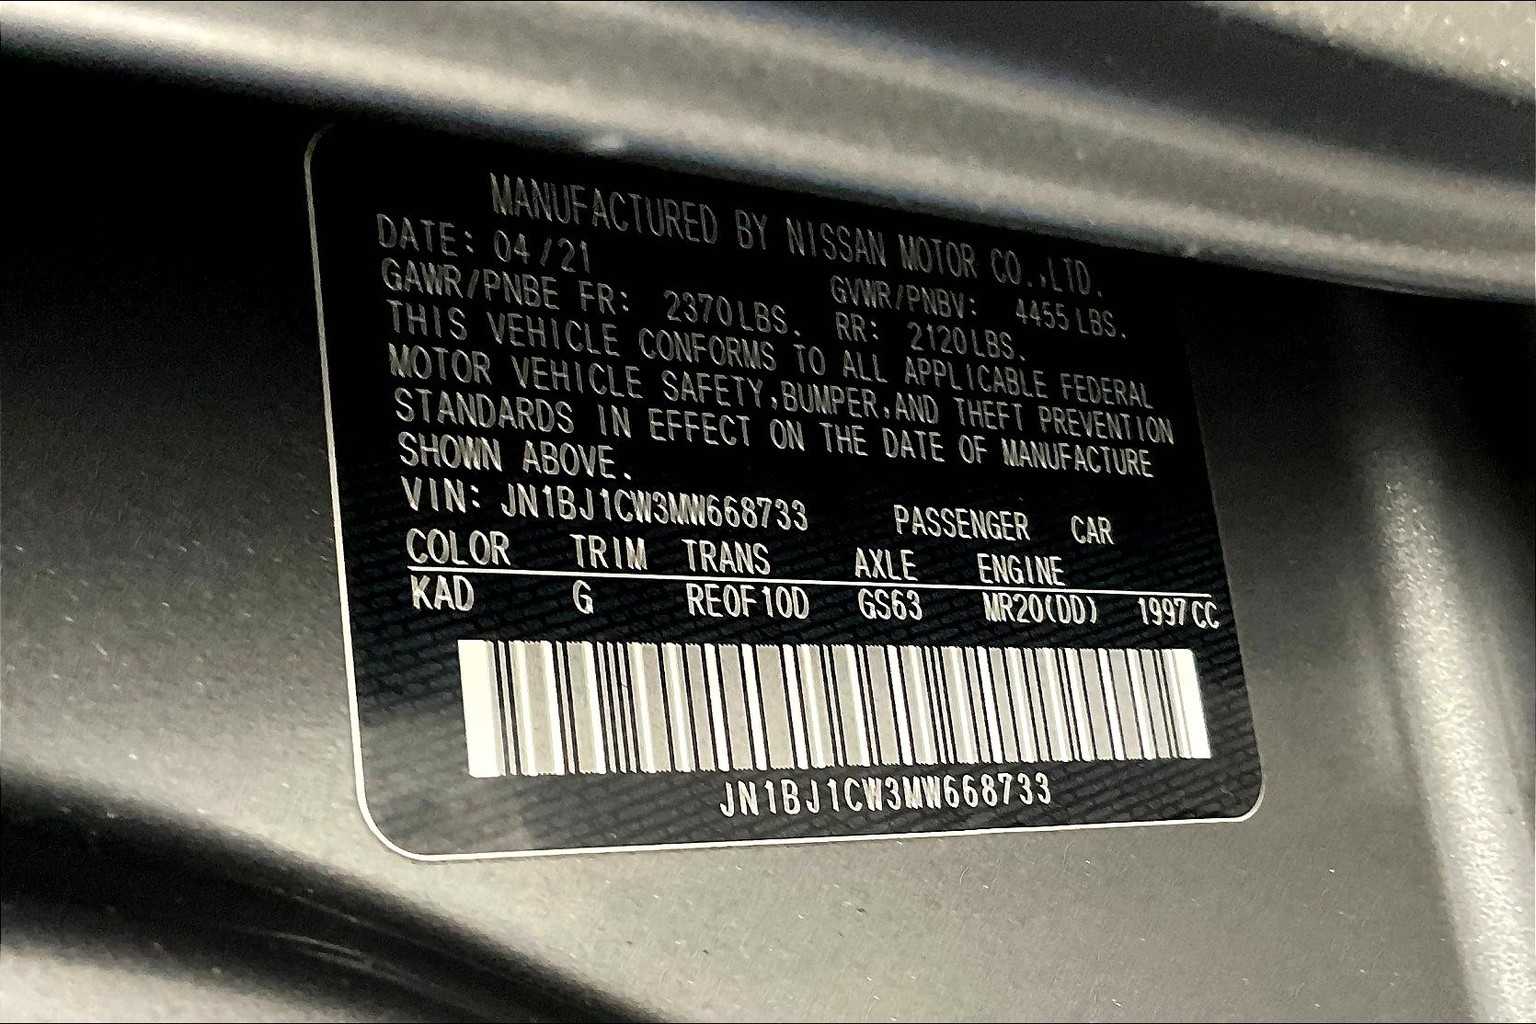 MANUFACTURED BY NISSAN MOTOR CO.,LTD.
DATE: 04/21 GVWR/PNBV: 4455LBS.
GAWR/PNBE FR: 2370LBS. RR: 2120LBS.
THIS VEHICLE CONFORMS TO ALL APPLICABLE FEDERAL
MOTOR VEHICLE SAFETY,BUMPER,AND THEFT PREVENTION
STANDARDS IN EFFECT ON THE DATE OF MANUFACTURE
SHOWN ABOVE.
VIN: JN1BJ1CW3MW668733 PASSENGER CAR
COLOR TRIM TRANS AXLE ENGINE
KAD G RE0F10D GS63 MR20(DD) 1997CC
JN1BJ1CW3MW668733